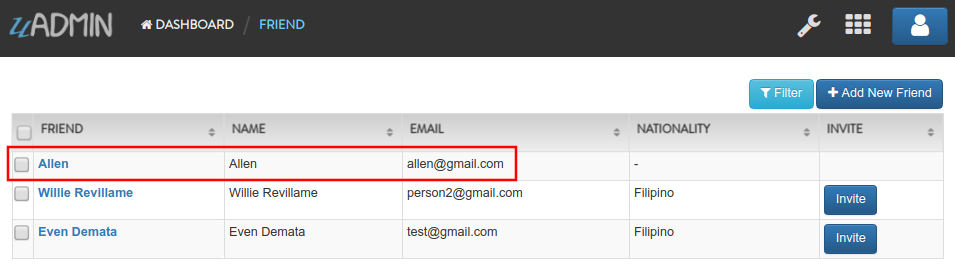 uADMIN DASHBOARD / FRIEND
Filter + Add New Friend
FRIEND NAME EMAIL NATIONALITY INVITE
Allen Allen allen@gmail.com -
Willie Revillame Willie Revillame person2@gmail.com Filipino Invite
Even Demata Even Demata test@gmail.com Filipino Invite